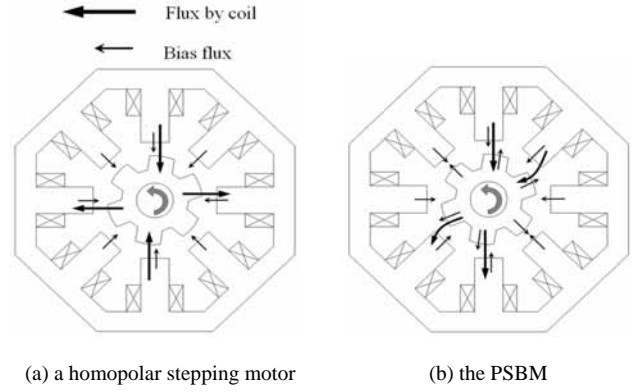 Flux by coil
Bias flux
(a) a homopolar stepping motor
(b) the PSBM